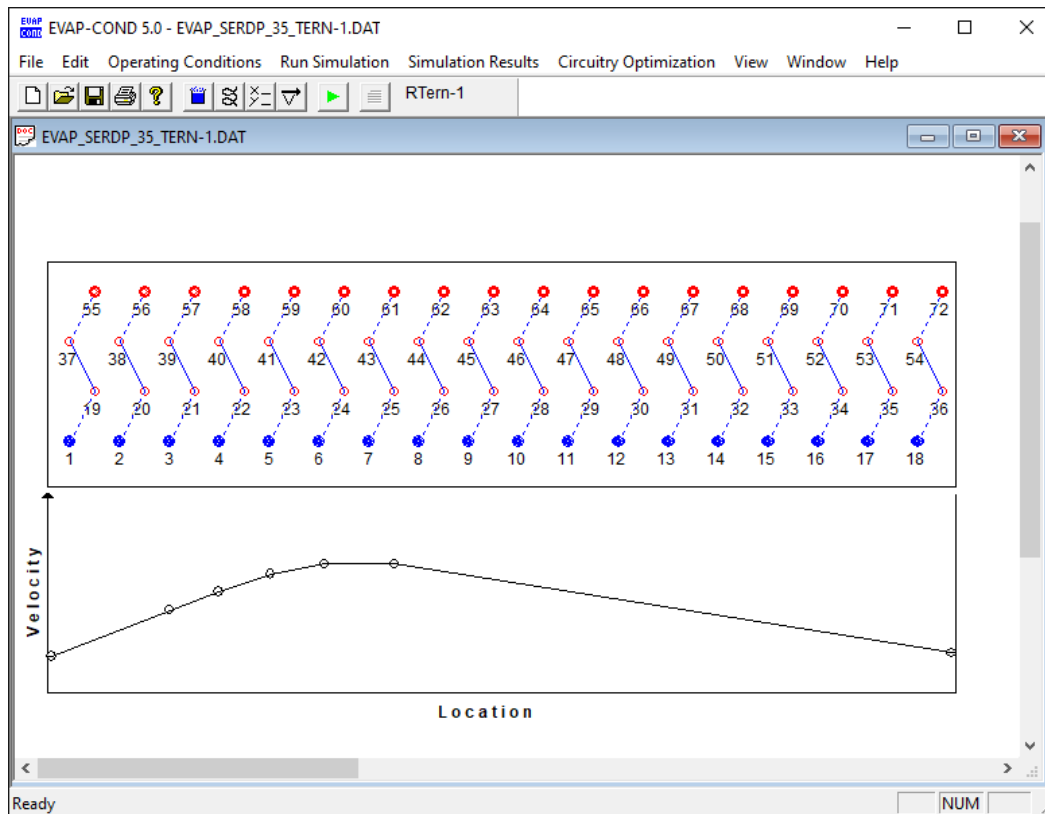 EVAP COND EVAP-COND 5.0 - EVAP_SERDP_35_TERN-1.DAT
File Edit Operating Conditions Run Simulation Simulation Results Circuitry Optimization View Window Help
RTern-1
DOC EVAP_SERDP_35_TERN-1.DAT
55 56 57 58 59 60 61 62 63 64 65 66 67 68 69 70 71 72
37 38 39 40 41 42 43 44 45 46 47 48 49 50 51 52 53 54
19 20 21 22 23 24 25 26 27 28 29 30 31 32 33 34 35 36
1 2 3 4 5 6 7 8 9 10 11 12 13 14 15 16 17 18
Velocity
Location
Ready NUM